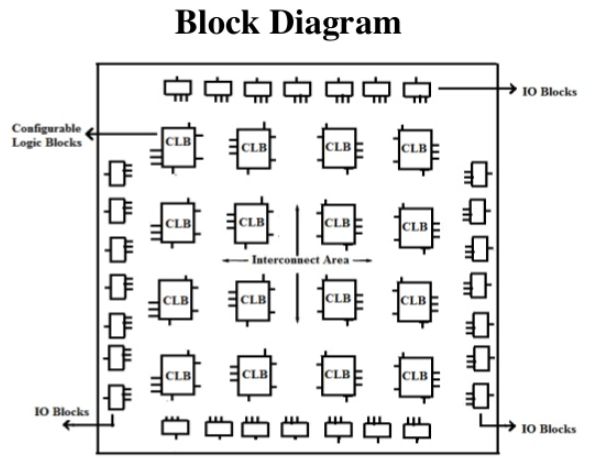 Block Diagram
IO Blocks
Configurable
Logic Blocks
CLB CLB CLB CLB
CLB CLB CLB CLB
Interconnect Area
CLB CLB CLB CLB
CLB CLB CLB CLB
IO Blocks
IO Blocks